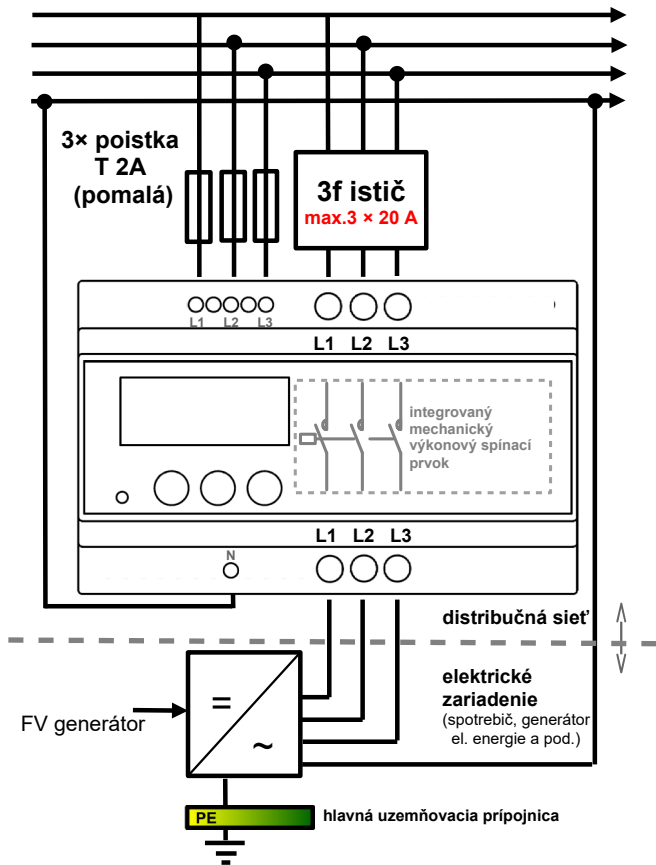 3× poistka
T 2A
(pomalá)
3f istič
max.3 × 20 A
L1 L2 L3
L1 L2 L3
integrovaný
mechanický
výkonový spínací
prvok
L1 L2 L3
N
distribučná sieť
elektrické
zariadenie
(spotrebič, generátor
el. energie a pod.)
=
~
FV generátor
PE
hlavná uzemňovacia prípojnica